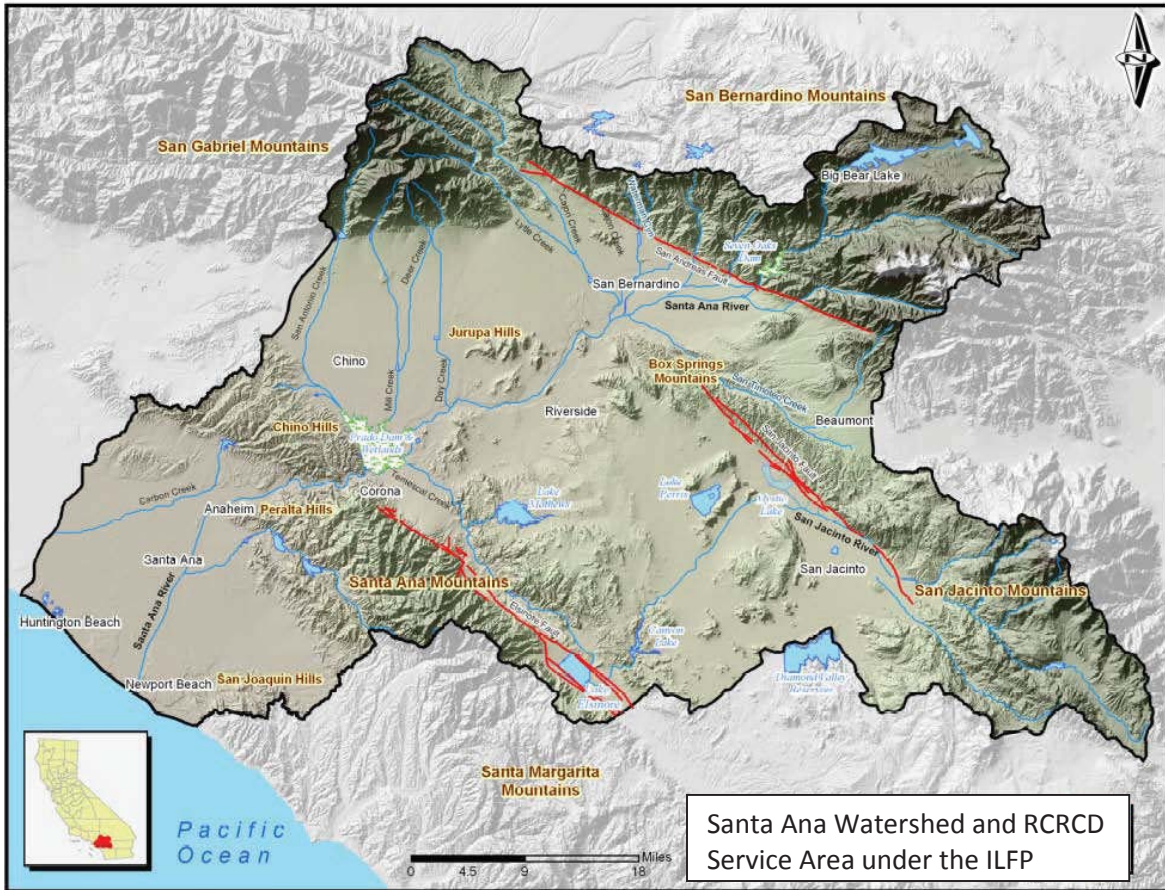 N
San Bernardino Mountains
San Gabriel Mountains
Big Bear Lake
Cajon Creek
Lytle Creek
Seven Oaks
Dam
San Andreas Fault
San Bernardino
Santa Ana River
San Antonio Creek
Deer Creek
Jurupa Hills
Chino
Mill Creek
Day Creek
Box Springs
Mountains
San Timoteo Creek
Riverside
Beaumont
Chino Hills
Prado Dam &
Wetlands
San Jacinto Fault
Temescal Creek
Carbon Creek
Corona
Lake
Mathews
Lake
Perris
Mystic
Lake
Anaheim
Peralta Hills
San Jacinto River
Santa Ana
San Jacinto
Santa Ana Mountains
San Jacinto Mountains
Santa Ana River
Elsinore Fault
Huntington Beach
Canyon
Lake
Diamond Valley
Reservoir
Newport Beach
San Joaquin Hills
Lake
Elsinore
Santa Margarita
Mountains
Pacific
Ocean
Miles
0 4.5 9 18
Santa Ana Watershed and RCRCD
Service Area under the ILFP